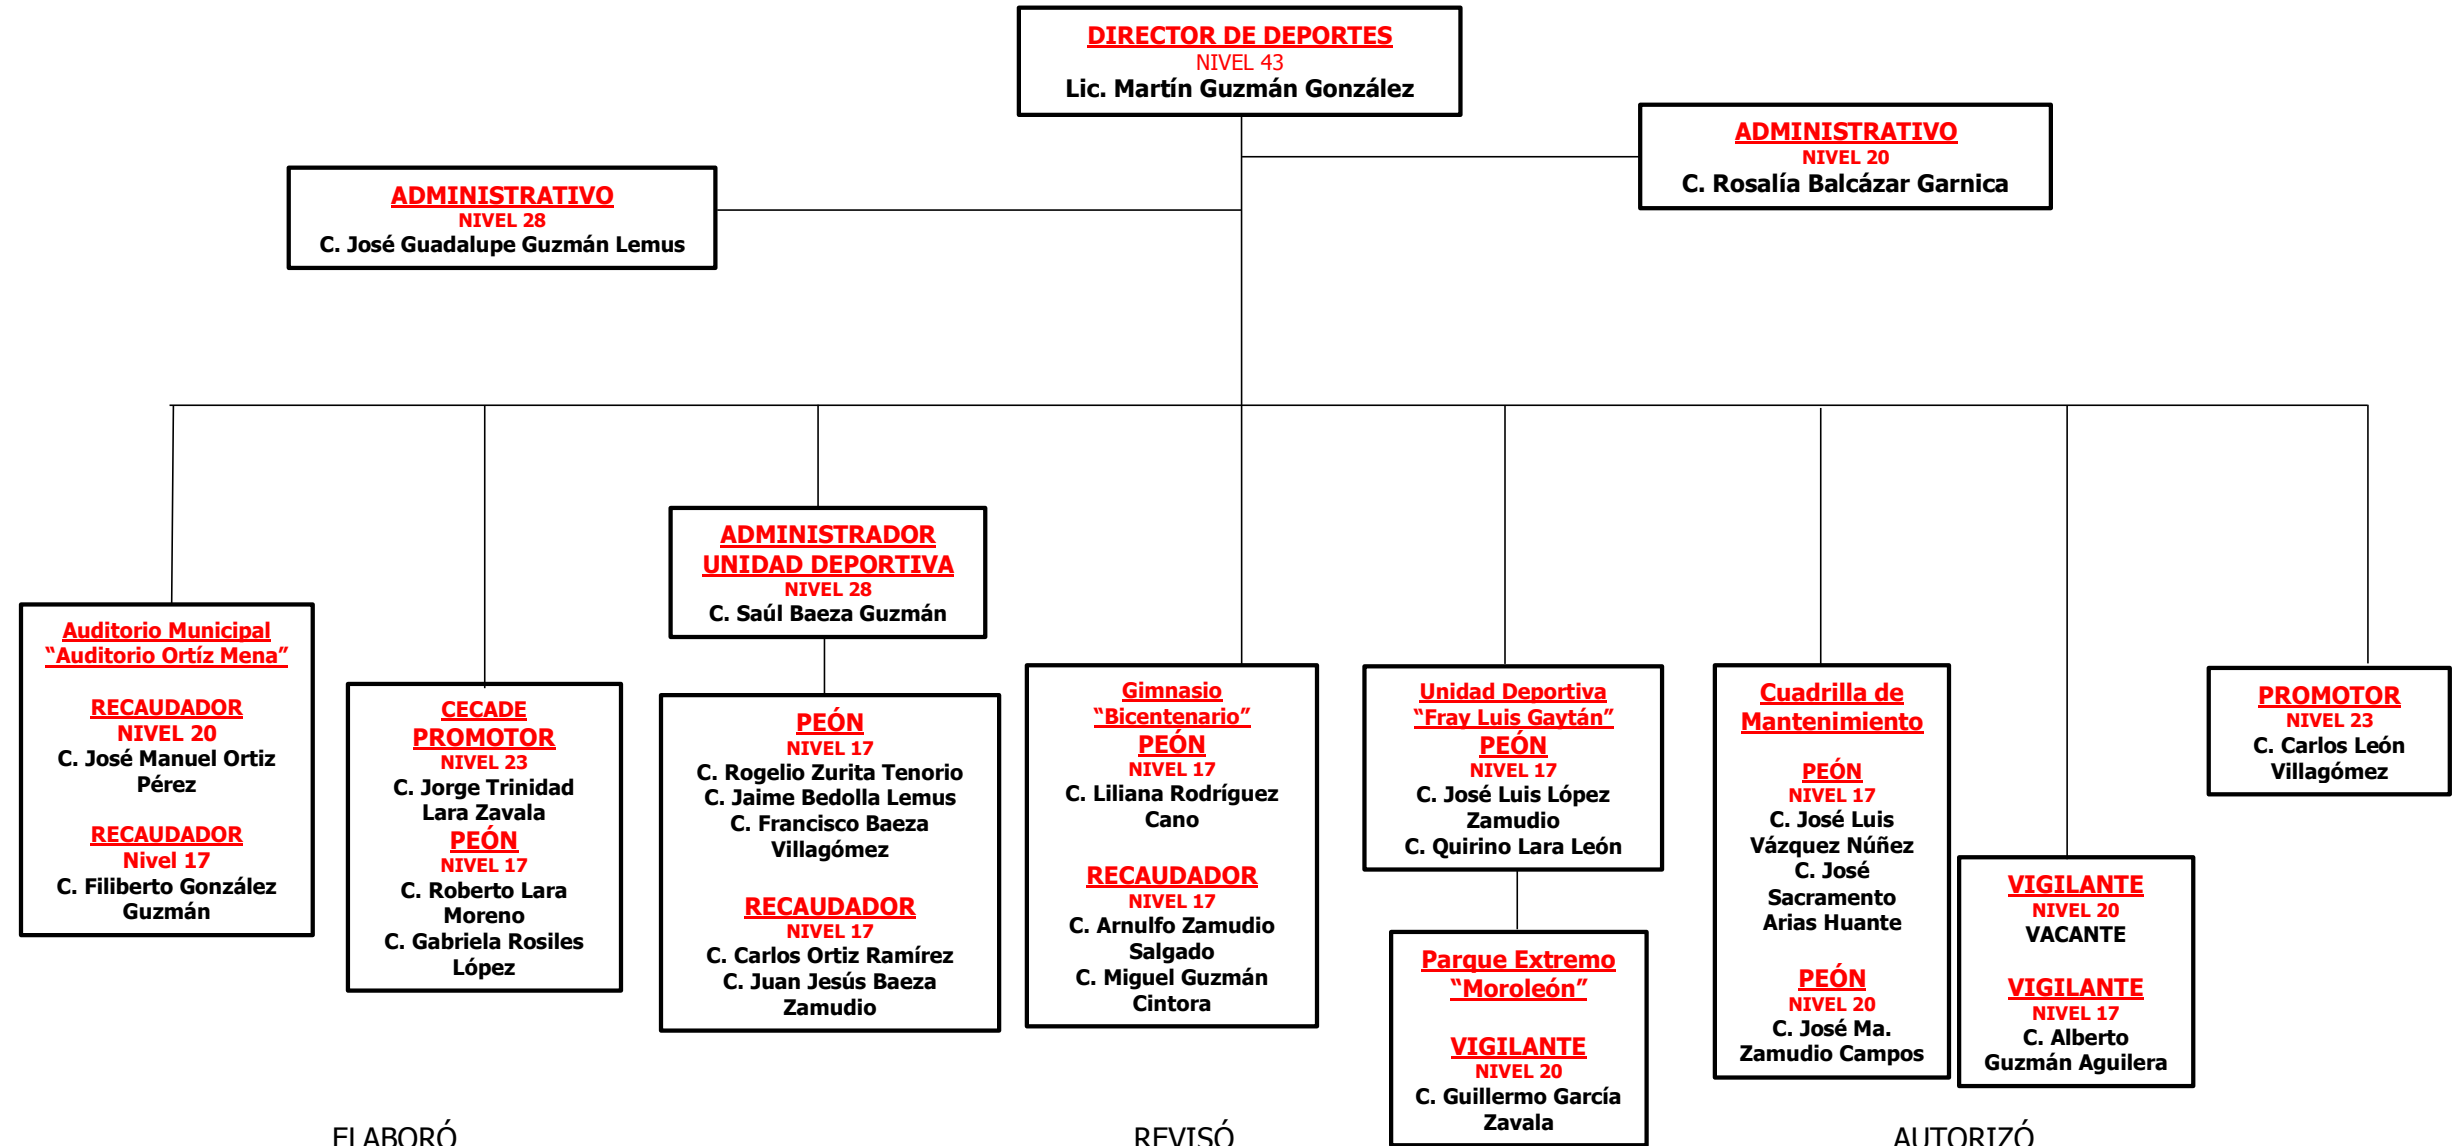 DIRECTOR DE DEPORTES
NIVEL 43
Lic. Martín Guzmán González
ADMINISTRATIVO
NIVEL 20
C. Rosalía Balcázar Garnica
ADMINISTRATIVO
NIVEL 28
C. José Guadalupe Guzmán Lemus
ADMINISTRADOR
UNIDAD DEPORTIVA
NIVEL 28
C. Saúl Baeza Guzmán
Auditorio Municipal
“Auditorio Ortíz Mena”
RECAUDADOR
NIVEL 20
C. José Manuel Ortiz
Pérez
RECAUDADOR
Nivel 17
C. Filiberto González
Guzmán
CECADE
PROMOTOR
NIVEL 23
C. Jorge Trinidad
Lara Zavala
PEÓN
NIVEL 17
C. Roberto Lara
Moreno
C. Gabriela Rosiles
López
PEÓN
NIVEL 17
C. Rogelio Zurita Tenorio
C. Jaime Bedolla Lemus
C. Francisco Baeza
Villagómez
RECAUDADOR
NIVEL 17
C. Carlos Ortiz Ramírez
C. Juan Jesús Baeza
Zamudio
Gimnasio
“Bicentenario”
PEÓN
NIVEL 17
C. Liliana Rodríguez
Cano
RECAUDADOR
NIVEL 17
C. Arnulfo Zamudio
Salgado
C. Miguel Guzmán
Cintora
Unidad Deportiva
“Fray Luis Gaytán”
PEÓN
NIVEL 17
C. José Luis López
Zamudio
C. Quirino Lara León
Parque Extremo
“Moroleón”
VIGILANTE
NIVEL 20
C. Guillermo García
Zavala
Cuadrilla de
Mantenimiento
PEÓN
NIVEL 17
C. José Luis
Vázquez Núñez
C. José
Sacramento
Arias Huante
PEÓN
NIVEL 20
C. José Ma.
Zamudio Campos
VIGILANTE
NIVEL 20
VACANTE
VIGILANTE
NIVEL 17
C. Alberto
Guzmán Aguilera
PROMOTOR
NIVEL 23
C. Carlos León
Villagómez
ELABORÓ
REVISÓ
AUTORIZÓ